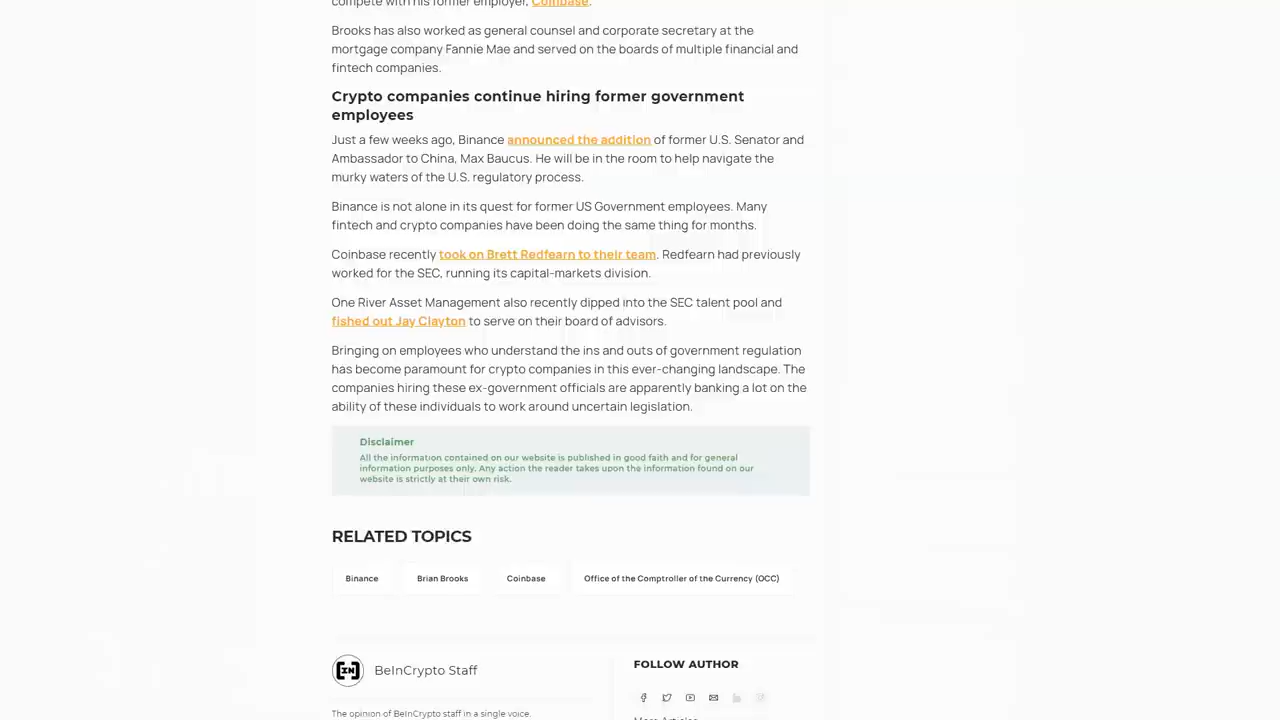 compete with his former employer, Coinbase.
Brooks has also worked as general counsel and corporate secretary at the
mortgage company Fannie Mae and served on the boards of multiple financial and
fintech companies.
Crypto companies continue hiring former government
employees
Just a few weeks ago, Binance announced the addition of former U.S. Senator and
Ambassador to China, Max Baucus. He will be in the room to help navigate the
murky waters of the U.S. regulatory process.
Binance is not alone in its quest for former US Government employees. Many
fintech and crypto companies have been doing the same thing for months.
Coinbase recently took on Brett Redfearn to their team. Redfearn had previously
worked for the SEC, running its capital-markets division.
One River Asset Management also recently dipped into the SEC talent pool and
fished out Jay Clayton to serve on their board of advisors.
Bringing on employees who understand the ins and outs of government regulation
has become paramount for crypto companies in this ever-changing landscape. The
companies hiring these ex-government officials are apparently banking a lot on the
ability of these individuals to work around uncertain legislation.
Disclaimer
All the information contained on our website is published in good faith and for general
information purposes only. Any action the reader takes upon the information found on our
website is strictly at their own risk.
RELATED TOPICS
Binance Brian Brooks Coinbase Office of the Comptroller of the Currency (OCC)
[IN] BeInCrypto Staff
The opinion of BeInCrypto staff in a single voice.
FOLLOW AUTHOR
More Articles